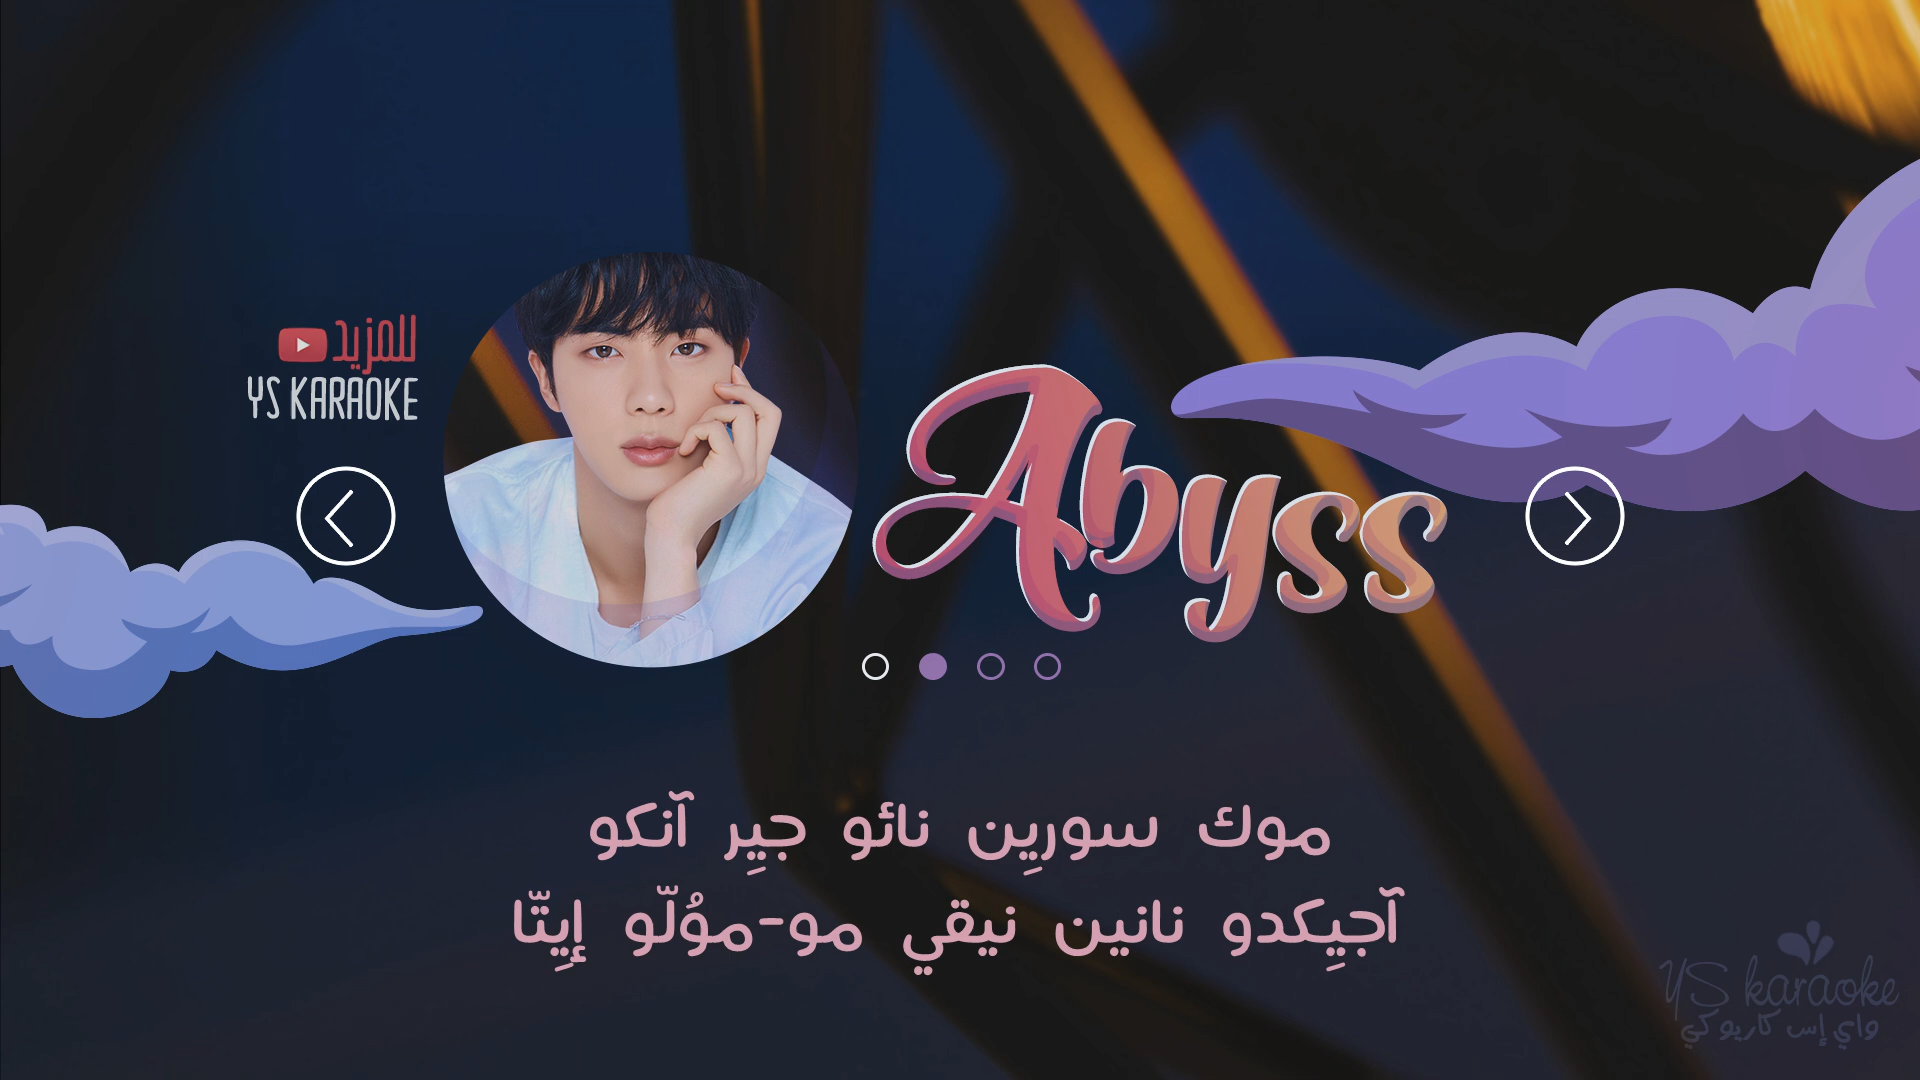 للمزيد
YS KARAOKE
Abyss
موك سورِين نائو جيِر آنكو
آجيِكدو نانين نيقي مو-موُلّو إيِتّا
YS karaoke
واي إس كاريوكي